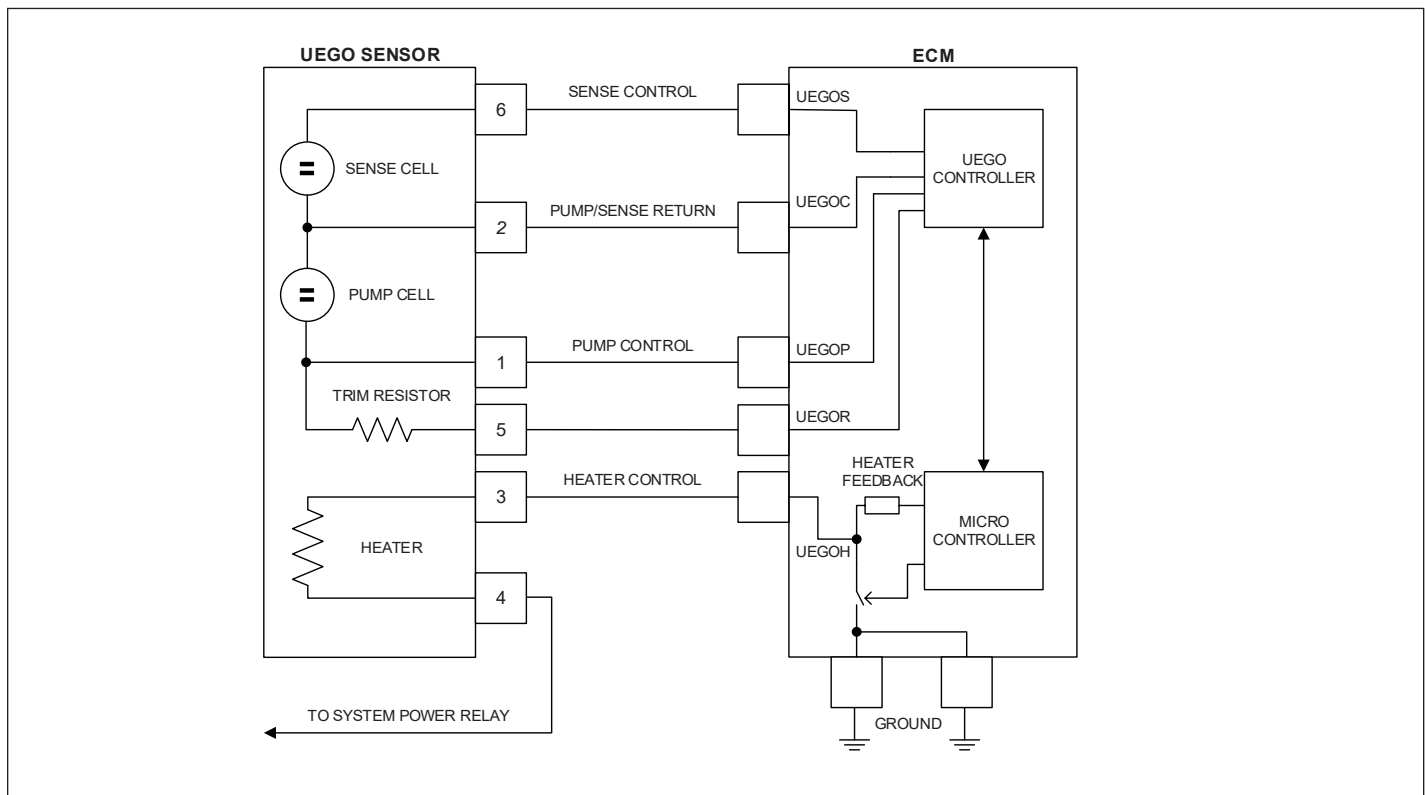 UEGO SENSOR
ECM
6
SENSE CONTROL
UEGOS
SENSE CELL
UEGO
CONTROLLER
2
PUMP/SENSE RETURN
UEGOC
PUMP CELL
1
PUMP CONTROL
UEGOP
TRIM RESISTOR
5
UEGOR
HEATER
FEEDBACK
3
HEATER CONTROL
MICRO
CONTROLLER
HEATER
UEGOH
4
TO SYSTEM POWER RELAY
GROUND